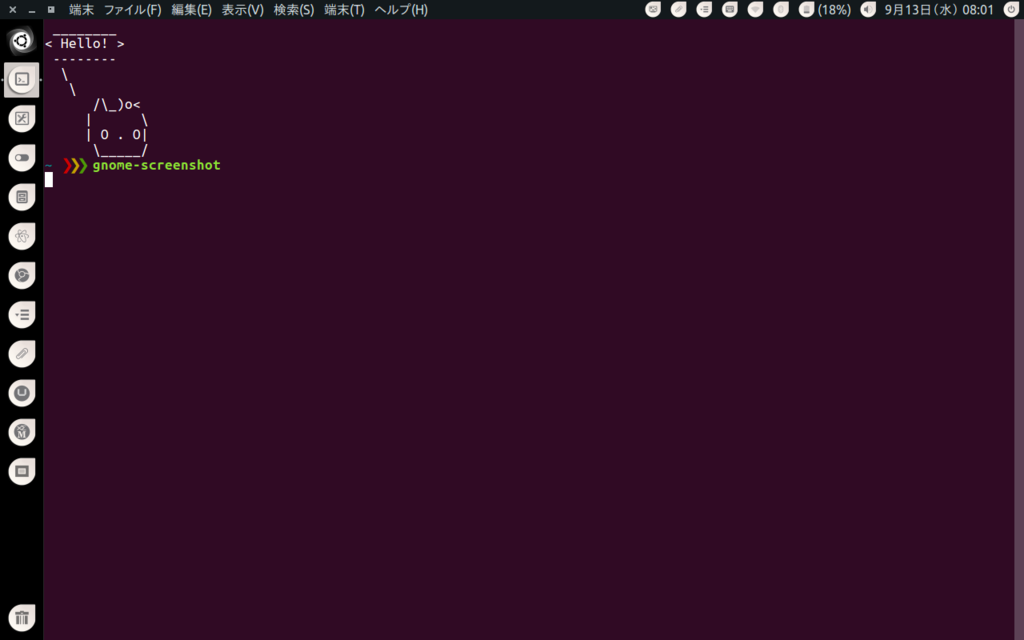 端末 ファイル(F) 編集(E) 表示(V) 検索(S) 端末(T) ヘルプ(H) (18%) 9月13日(水) 08:01
 ________
< Hello! >
 --------
  \
   \
      /\_)o<
     |      \
     | O . O|
      \_____/
~ ❯❯❯ gnome-screenshot